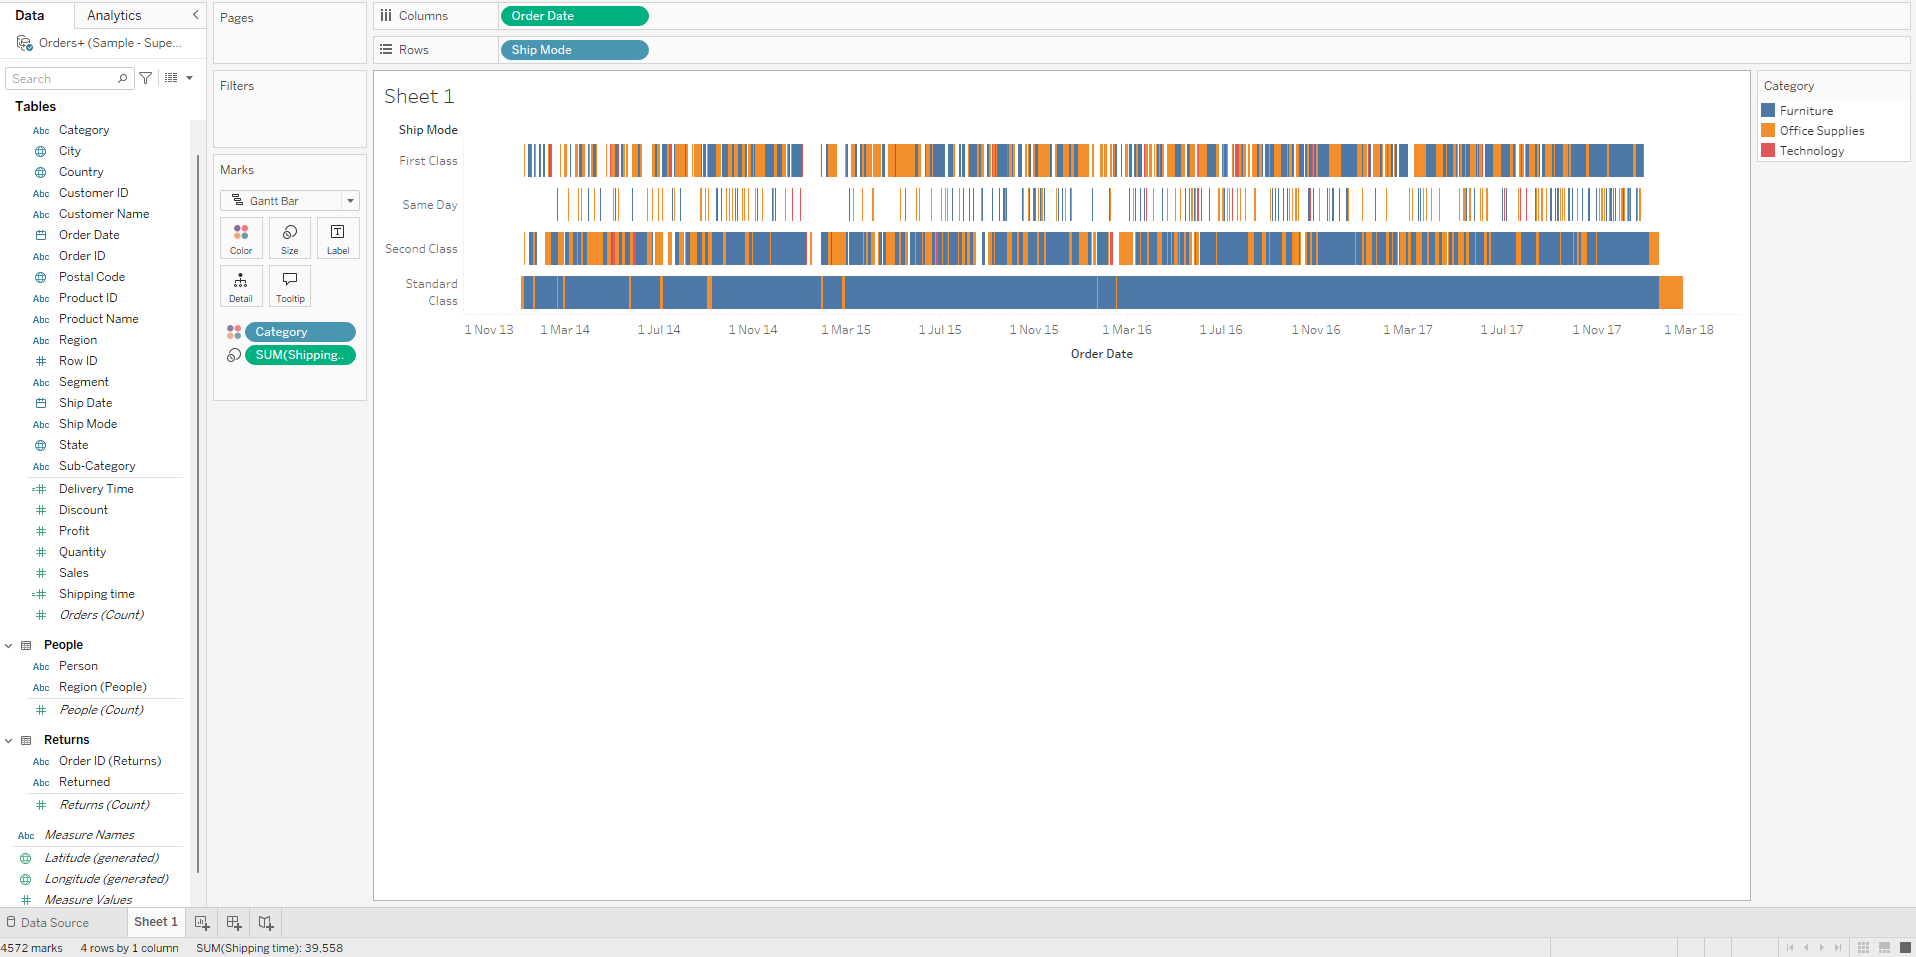 Data
Analytics
Orders+ (Sample - Supe...
Search
Tables
Abc Category
City
Country
Abc Customer ID
Abc Customer Name
Order Date
Abc Order ID
Postal Code
Abc Product ID
Abc Product Name
Abc Region
# Row ID
Abc Segment
Ship Date
Abc Ship Mode
State
Abc Sub-Category
=# Delivery Time
# Discount
# Profit
# Quantity
# Sales
=# Shipping time
# Orders (Count)
People
Abc Person
Abc Region (People)
# People (Count)
Returns
Abc Order ID (Returns)
Abc Returned
# Returns (Count)
Abc Measure Names
Latitude (generated)
Longitude (generated)
# Measure Values
Pages
Filters
Marks
Gantt Bar
Color Size Label
Detail Tooltip
Category
SUM(Shipping..
Columns Order Date
Rows Ship Mode
Sheet 1
Ship Mode
First Class
Same Day
Second Class
Standard
Class
1 Nov 13 1 Mar 14 1 Jul 14 1 Nov 14 1 Mar 15 1 Jul 15 1 Nov 15 1 Mar 16 1 Jul 16 1 Nov 16 1 Mar 17 1 Jul 17 1 Nov 17 1 Mar 18
Order Date
Category
Furniture
Office Supplies
Technology
Data Source Sheet 1
4572 marks 4 rows by 1 column SUM(Shipping time): 39,558